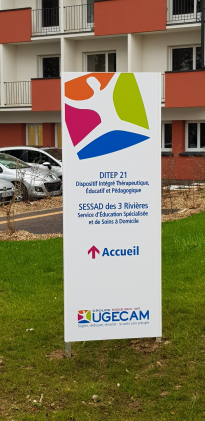 DITEP 21
Dispositif Intégré Thérapeutique,
Éducatif et Pédagogique
SESSAD des 3 Rivières
Service d'Éducation Spécialisée
et de Soins à Domicile
Accueil
UGECAM